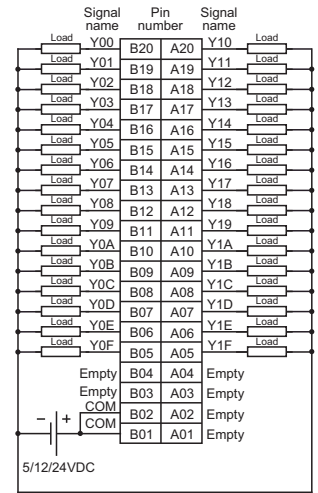 Signal name Pin number Signal name
Load Y00 B20 A20 Y10 Load
Load Y01 B19 A19 Y11 Load
Load Y02 B18 A18 Y12 Load
Load Y03 B17 A17 Y13 Load
Load Y04 B16 A16 Y14 Load
Load Y05 B15 A15 Y15 Load
Load Y06 B14 A14 Y16 Load
Load Y07 B13 A13 Y17 Load
Load Y08 B12 A12 Y18 Load
Load Y09 B11 A11 Y19 Load
Load Y0A B10 A10 Y1A Load
Load Y0B B09 A09 Y1B Load
Load Y0C B08 A08 Y1C Load
Load Y0D B07 A07 Y1D Load
Load Y0E B06 A06 Y1E Load
Load Y0F B05 A05 Y1F Load
Empty B04 A04 Empty
Empty B03 A03 Empty
COM B02 A02 Empty
− + COM B01 A01 Empty
5/12/24VDC